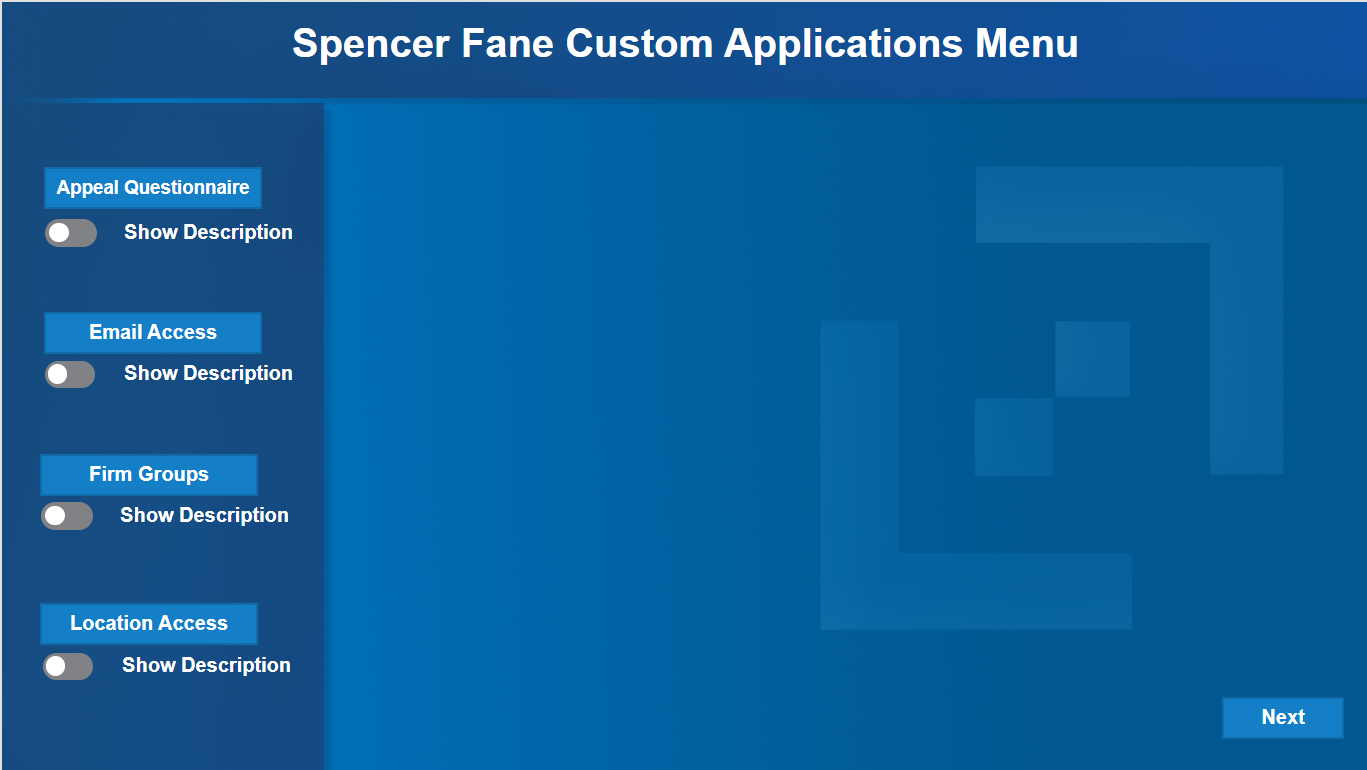 Spencer Fane Custom Applications Menu
Appeal Questionnaire
Show Description
Email Access
Show Description
Firm Groups
Show Description
Location Access
Show Description
Next